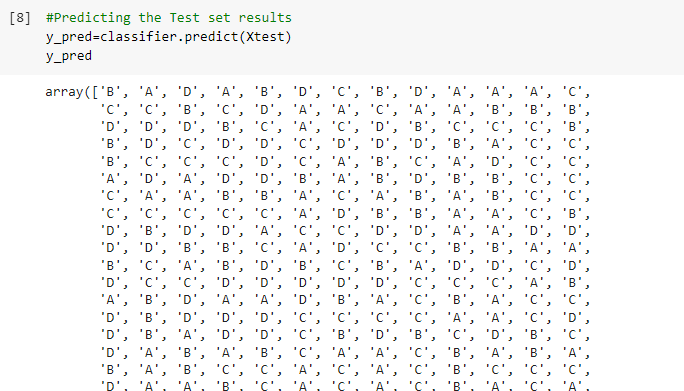 [8] #Predicting the Test set results
y_pred=classifier.predict(Xtest)
y_pred
array(['B', 'A', 'D', 'A', 'B', 'D', 'C', 'B', 'D', 'A', 'A', 'A', 'C',
'C', 'C', 'B', 'C', 'D', 'A', 'A', 'C', 'A', 'A', 'B', 'B', 'B',
'D', 'D', 'D', 'B', 'C', 'A', 'C', 'D', 'B', 'C', 'C', 'C', 'B',
'B', 'D', 'C', 'D', 'D', 'C', 'D', 'D', 'D', 'B', 'A', 'C', 'C',
'B', 'C', 'C', 'C', 'D', 'C', 'A', 'B', 'C', 'A', 'D', 'C', 'C',
'A', 'D', 'A', 'D', 'D', 'B', 'A', 'B', 'D', 'B', 'B', 'C', 'C',
'C', 'A', 'A', 'B', 'B', 'A', 'C', 'A', 'B', 'A', 'B', 'C', 'C',
'C', 'C', 'C', 'C', 'C', 'A', 'D', 'B', 'B', 'A', 'A', 'C', 'B',
'D', 'B', 'D', 'D', 'A', 'C', 'C', 'D', 'D', 'A', 'A', 'D', 'D',
'D', 'D', 'B', 'B', 'C', 'A', 'D', 'C', 'C', 'B', 'B', 'A', 'A',
'B', 'C', 'A', 'B', 'D', 'B', 'C', 'B', 'A', 'D', 'D', 'C', 'D',
'D', 'C', 'C', 'D', 'D', 'D', 'D', 'D', 'C', 'C', 'C', 'A', 'B',
'A', 'B', 'D', 'A', 'A', 'D', 'B', 'A', 'C', 'B', 'A', 'C', 'C',
'D', 'B', 'D', 'D', 'D', 'C', 'C', 'C', 'C', 'A', 'A', 'C', 'D',
'D', 'B', 'A', 'D', 'D', 'C', 'B', 'D', 'B', 'C', 'D', 'B', 'C',
'D', 'A', 'B', 'A', 'B', 'C', 'A', 'A', 'C', 'B', 'A', 'B', 'A',
'B', 'A', 'B', 'C', 'C', 'A', 'C', 'A', 'C', 'B', 'C', 'C', 'C',
'D', 'A', 'A', 'B', 'C', 'A', 'C', 'A', 'C', 'B', 'A', 'C', 'A',